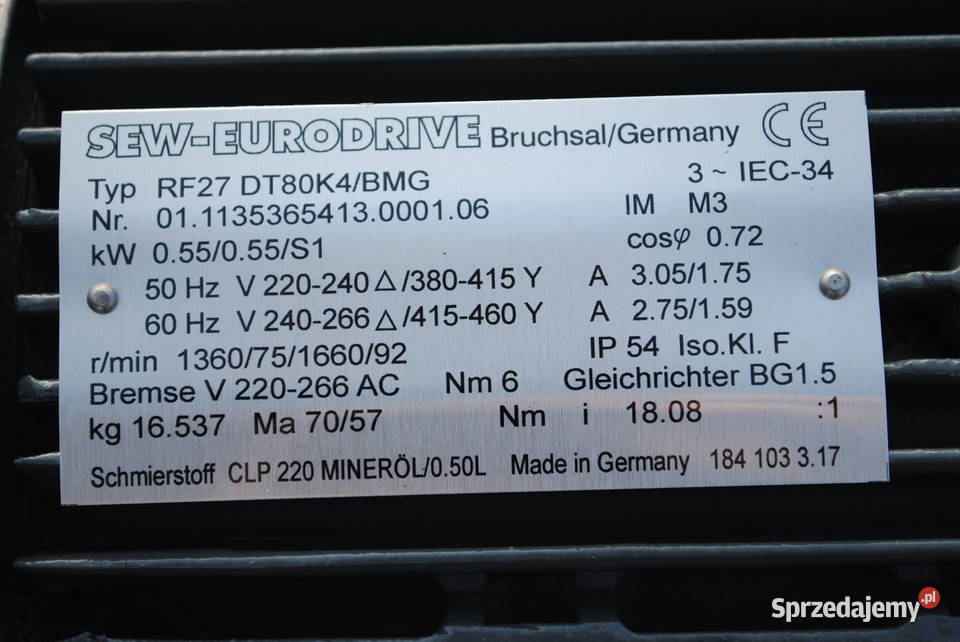 SEW-EURODRIVE Bruchsal/Germany CE
Typ RF27 DT80K4/BMG 3 ~ IEC-34
Nr. 01.1135365413.0001.06 IM M3
kW 0.55/0.55/S1 cosφ 0.72
50 Hz V 220-240 △/380-415 Y A 3.05/1.75
60 Hz V 240-266 △/415-460 Y A 2.75/1.59
r/min 1360/75/1660/92 IP 54 Iso.Kl. F
Bremse V 220-266 AC Nm 6 Gleichrichter BG1.5
kg 16.537 Ma 70/57 Nm i 18.08 :1
Schmierstoff CLP 220 MINERÖL/0.50L Made in Germany 184 103 3.17
Sprzedajemy.pl